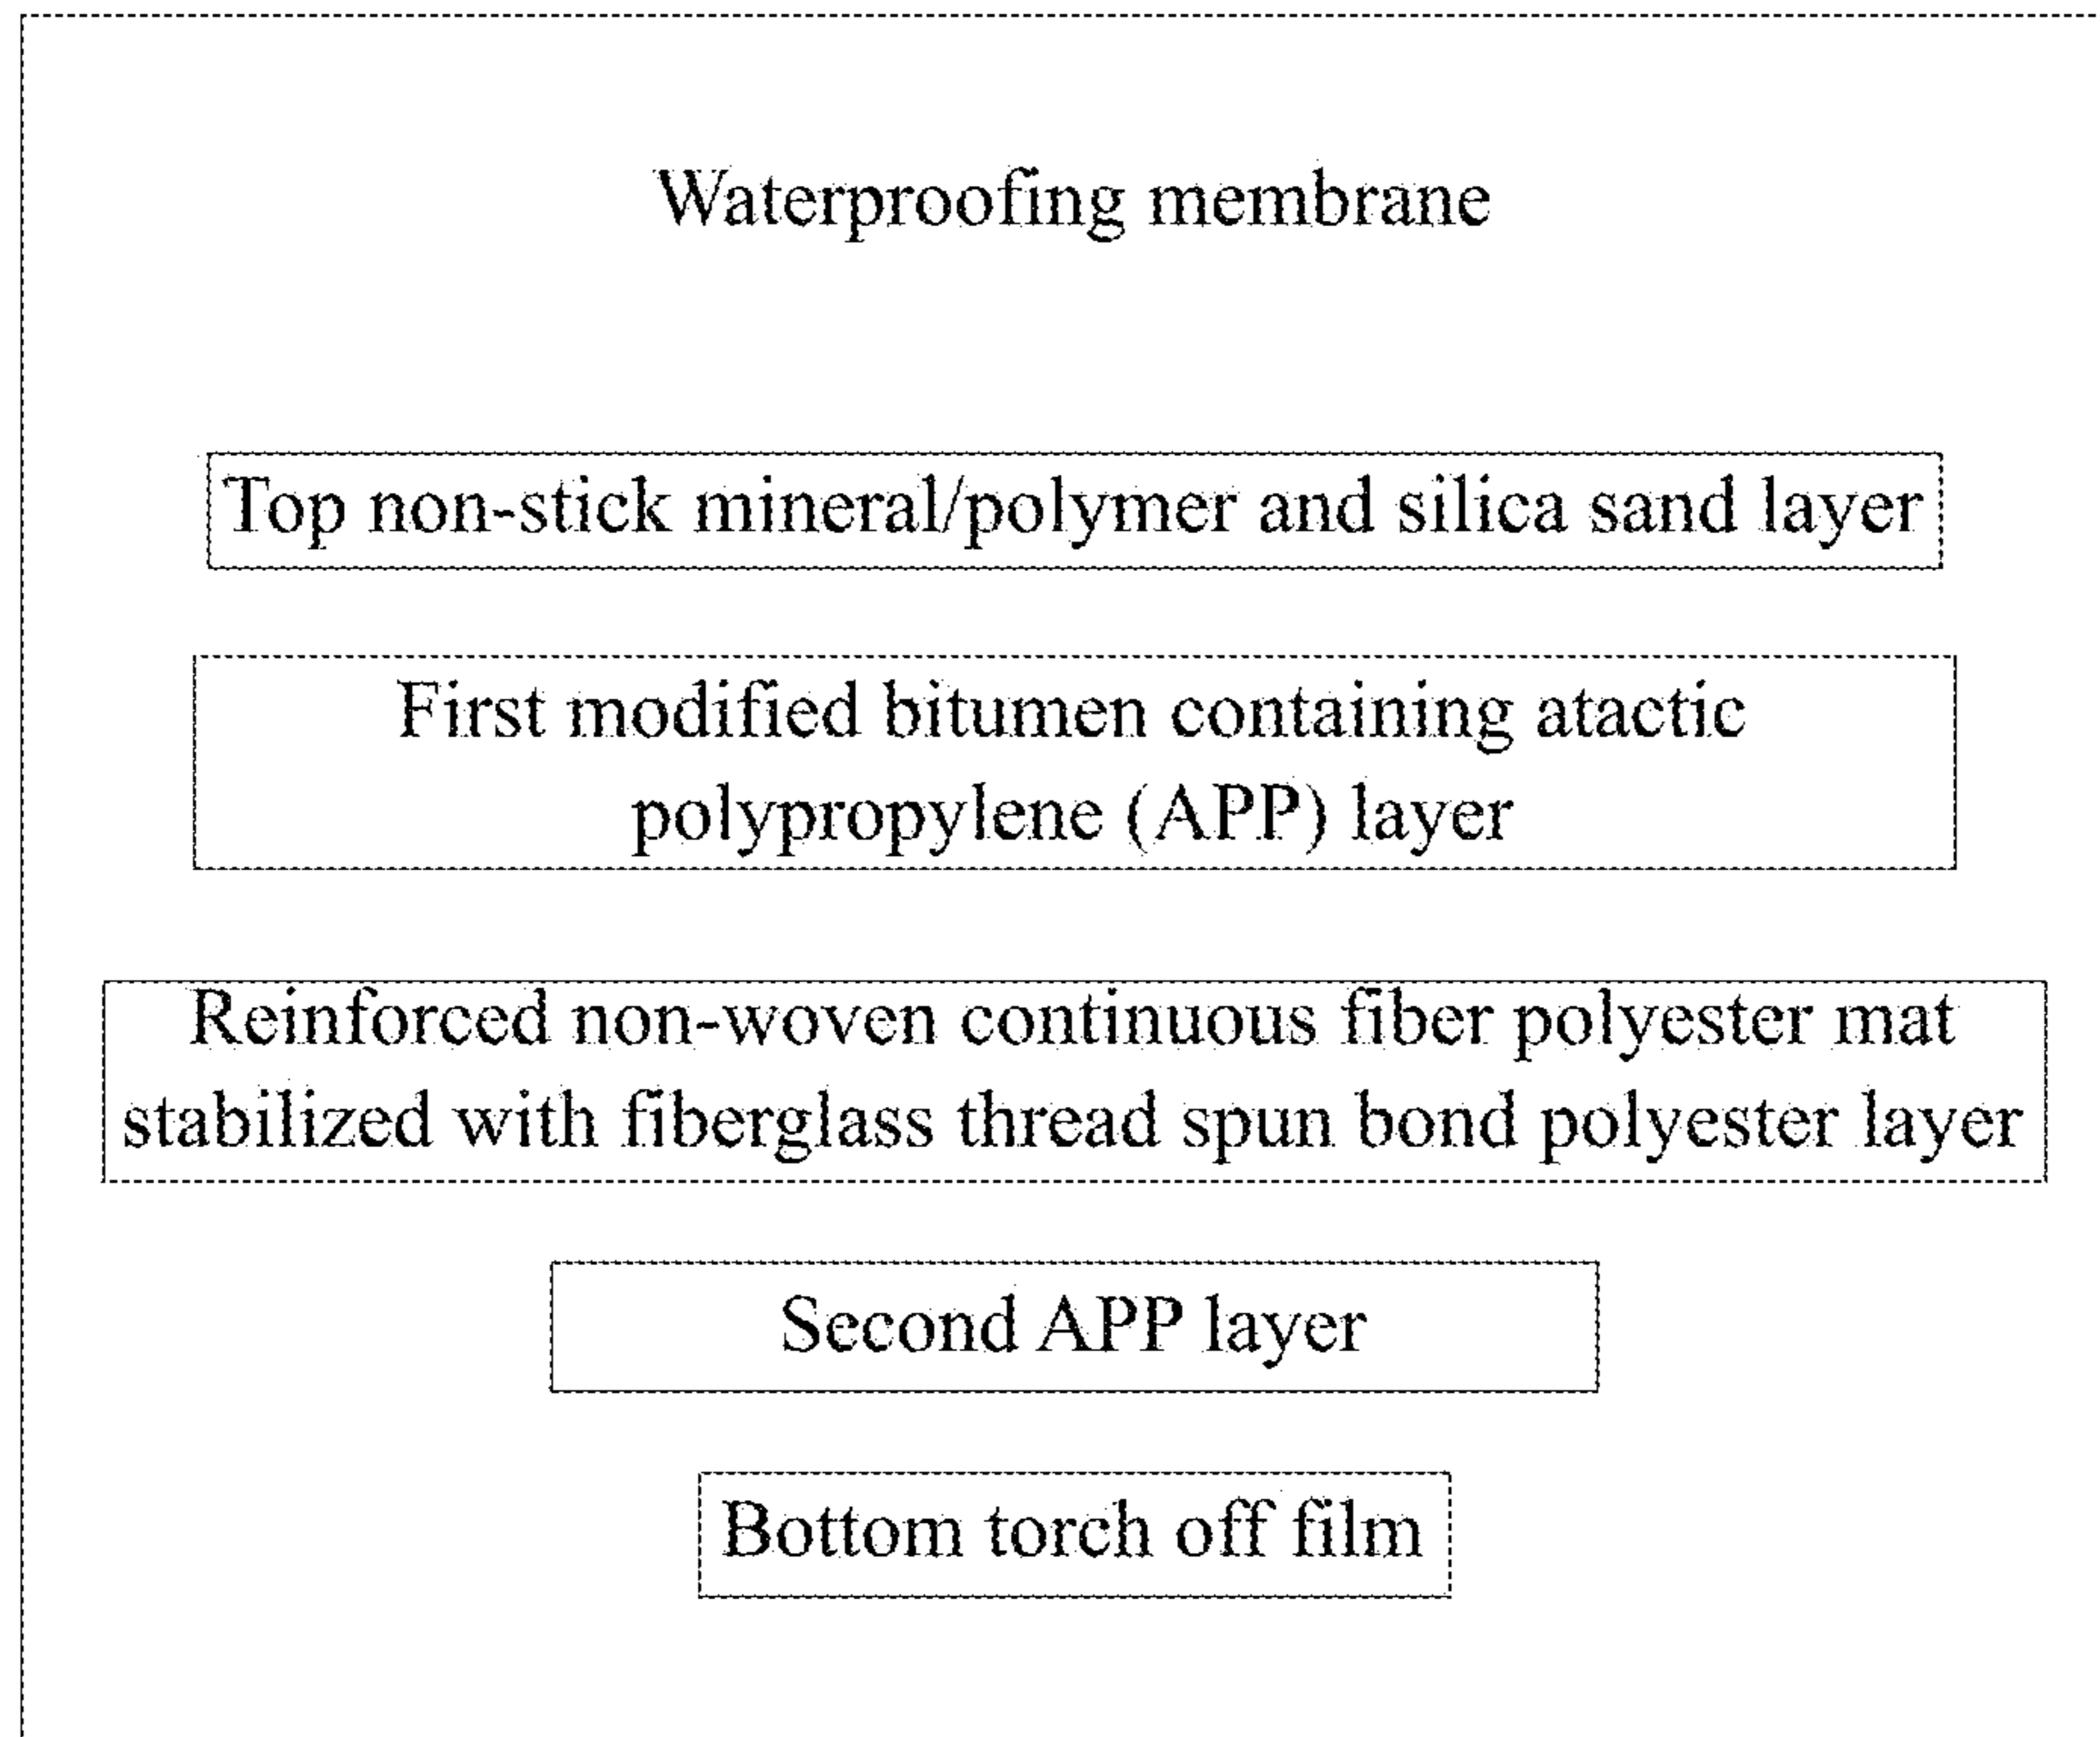 Waterproofing membrane
Top non-stick mineral/polymer and silica sand layer
First modified bitumen containing atactic
polypropylene (APP) layer
Reinforced non-woven continuous fiber polyester mat
stabilized with fiberglass thread spun bond polyester layer
Second APP layer
Bottom torch off film